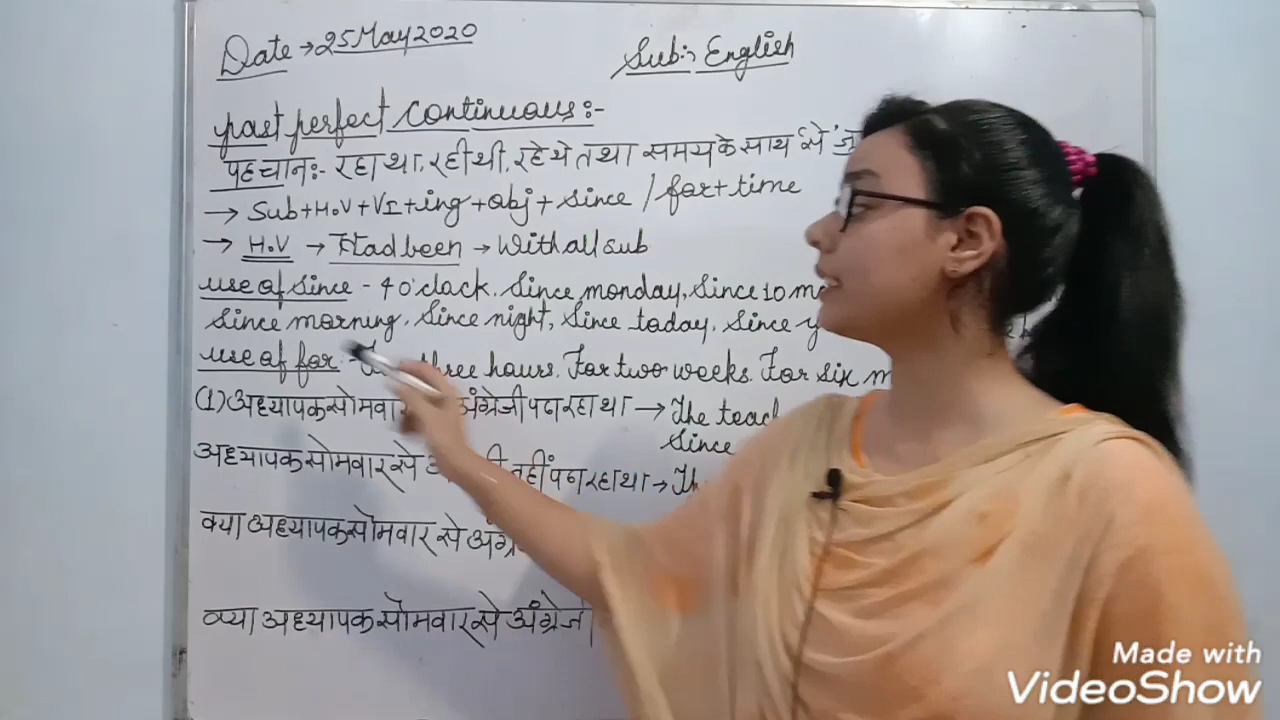 Date → 25 May 2020
Sub:- English
past perfect continuous:-
पहचान:- रहा था, रही थी, रहे थे तथा समय के साथ 'से'
→ Sub + H.V + VI + ing + obj + since / for + time
→ H.V → Had been → With all sub
use of since - 4 o'clock. Since monday, Since 10
Since morning, Since night, Since today, Since
use of for - three hours. For two weeks. For six
(1) अध्यापक सोमवार अंग्रेजी पढा रहा था → The
Since
अध्यापक सोमवार से नहीं पढा रहा था →
क्या अध्यापक सोमवार से
क्या अध्यापक सोमवार से अंग्रेजी
Made with
VideoShow